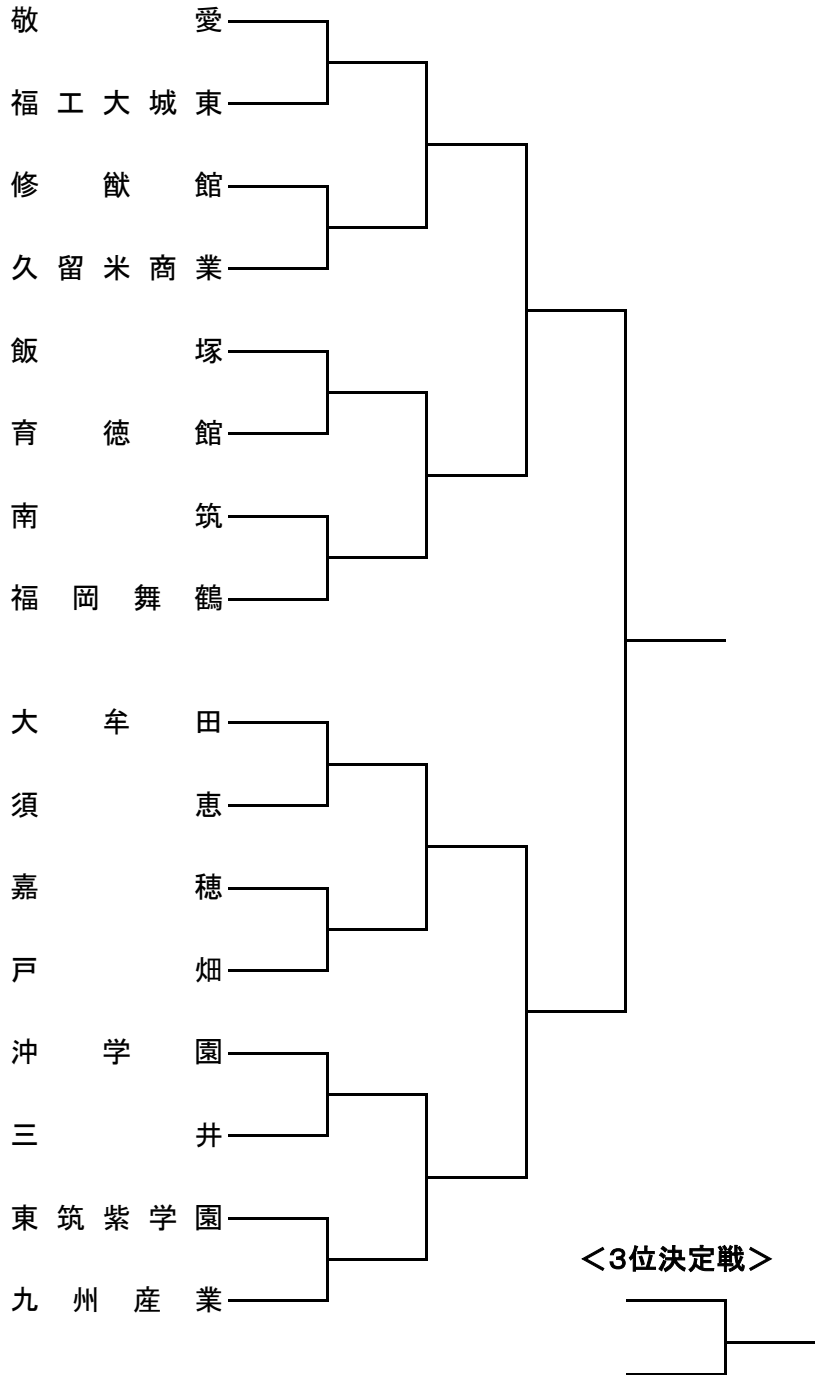 敬愛
福工大城東
修猷館
久留米商業
飯塚
育徳館
南筑
福岡舞鶴
大牟田
須恵
嘉穂
戸畑
沖学園
三井
東筑紫学園
九州産業
＜3位決定戦＞